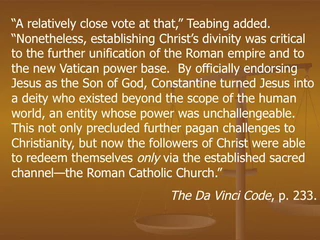 “A relatively close vote at that,” Teabing added.
“Nonetheless, establishing Christ’s divinity was critical
to the further unification of the Roman empire and to
the new Vatican power base.  By officially endorsing
Jesus as the Son of God, Constantine turned Jesus into
a deity who existed beyond the scope of the human
world, an entity whose power was unchallengeable.
This not only precluded further pagan challenges to
Christianity, but now the followers of Christ were able
to redeem themselves only via the established sacred
channel—the Roman Catholic Church.”
The Da Vinci Code, p. 233.